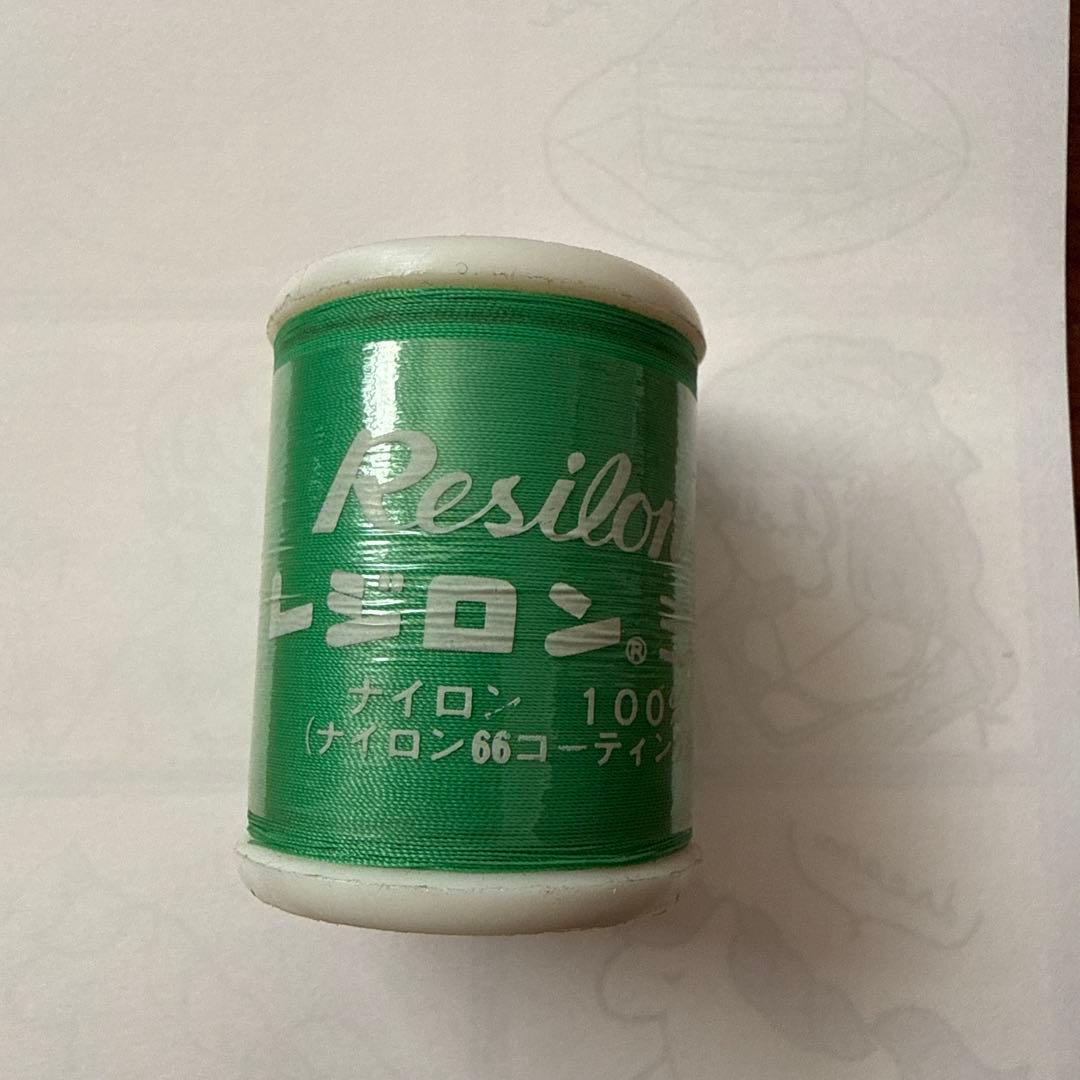 Resilon
レジロン®
ナイロン 100%
(ナイロン66コーティン